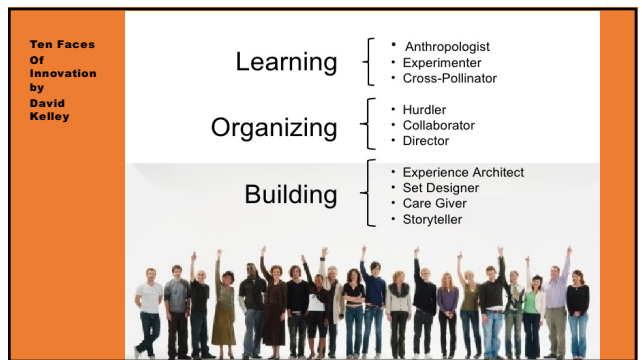 Ten Faces
Of
Innovation
by
David
Kelley
Learning
• Anthropologist
• Experimenter
• Cross-Pollinator
Organizing
• Hurdler
• Collaborator
• Director
Building
• Experience Architect
• Set Designer
• Care Giver
• Storyteller